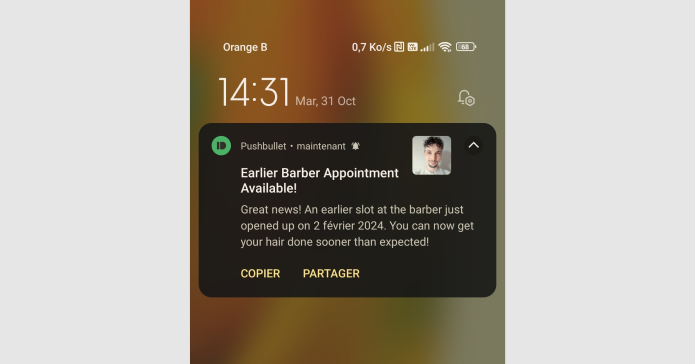 Orange B 0,7 Ko/s 68
14:31 Mar, 31 Oct
Pushbullet • maintenant
Earlier Barber Appointment
Available!
Great news! An earlier slot at the barber just
opened up on 2 février 2024. You can now get
your hair done sooner than expected!
COPIER PARTAGER